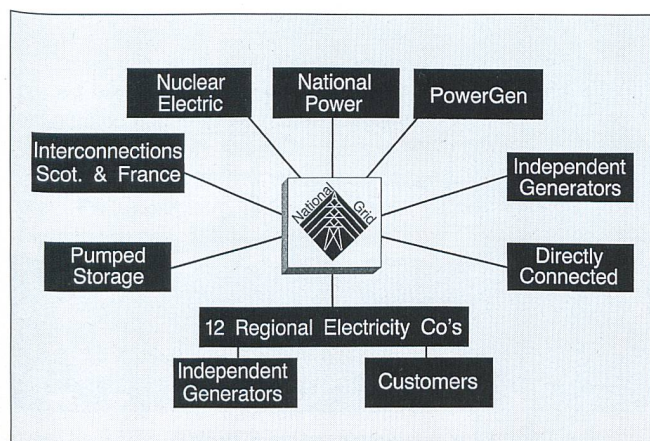 Nuclear
Electric
National
Power
PowerGen
Interconnections
Scot. & France
Independent
Generators
National Grid
Pumped
Storage
Directly
Connected
12 Regional Electricity Co's
Independent
Generators
Customers